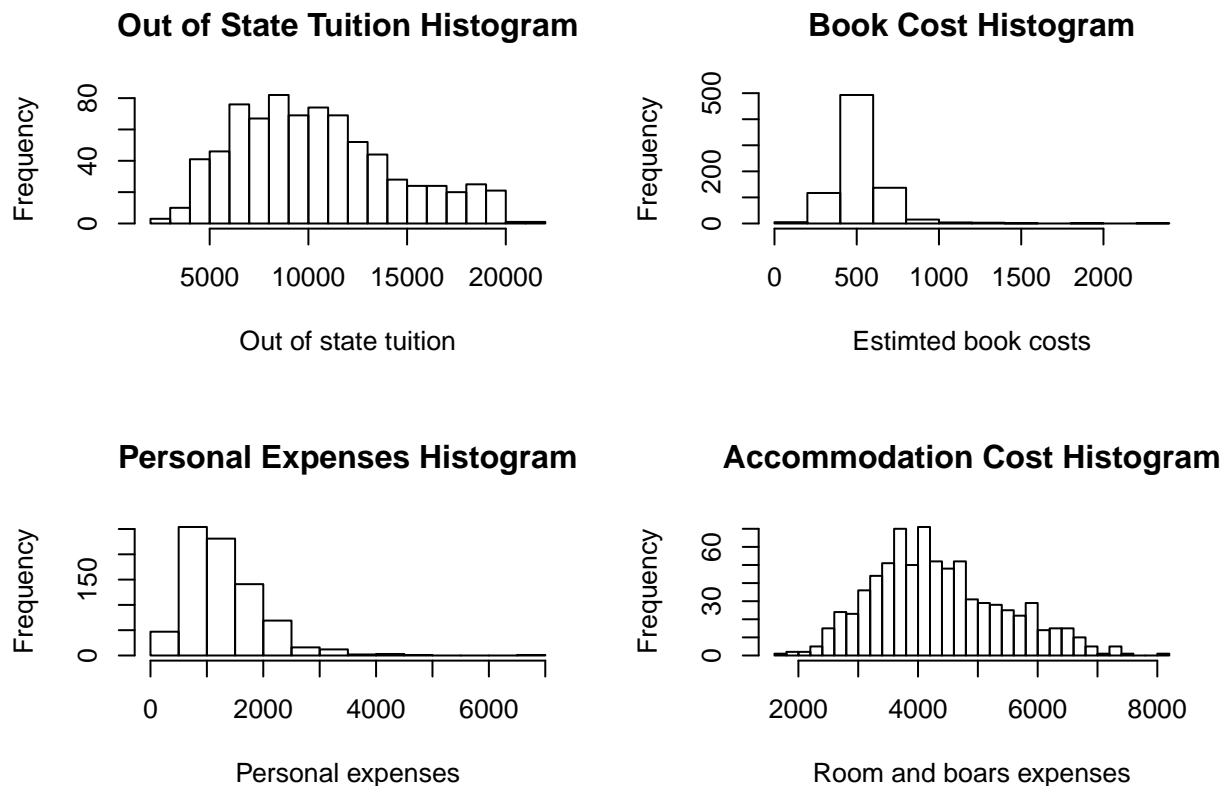 Out of State Tuition Histogram
Frequency
0 40 80
5000 10000 15000 20000
Out of state tuition
Book Cost Histogram
Frequency
0 200 500
0 500 1000 1500 2000
Estimted book costs
Personal Expenses Histogram
Frequency
0 150
0 2000 4000 6000
Personal expenses
Accommodation Cost Histogram
Frequency
0 30 60
2000 4000 6000 8000
Room and boars expenses